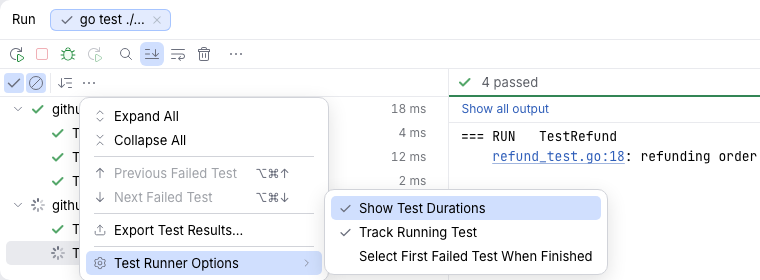 Run
go test ./...
4 passed
githu
18 ms
Show all output
Expand All
4 ms
=== RUN TestRefund
Collapse All
12 ms
refund_test.go:18: refunding order
Previous Failed Test ⌥⌘↑
2 ms
Next Failed Test ⌥⌘↓
githu
Show Test Durations
Export Test Results...
Track Running Test
Select First Failed Test When Finished
Test Runner Options